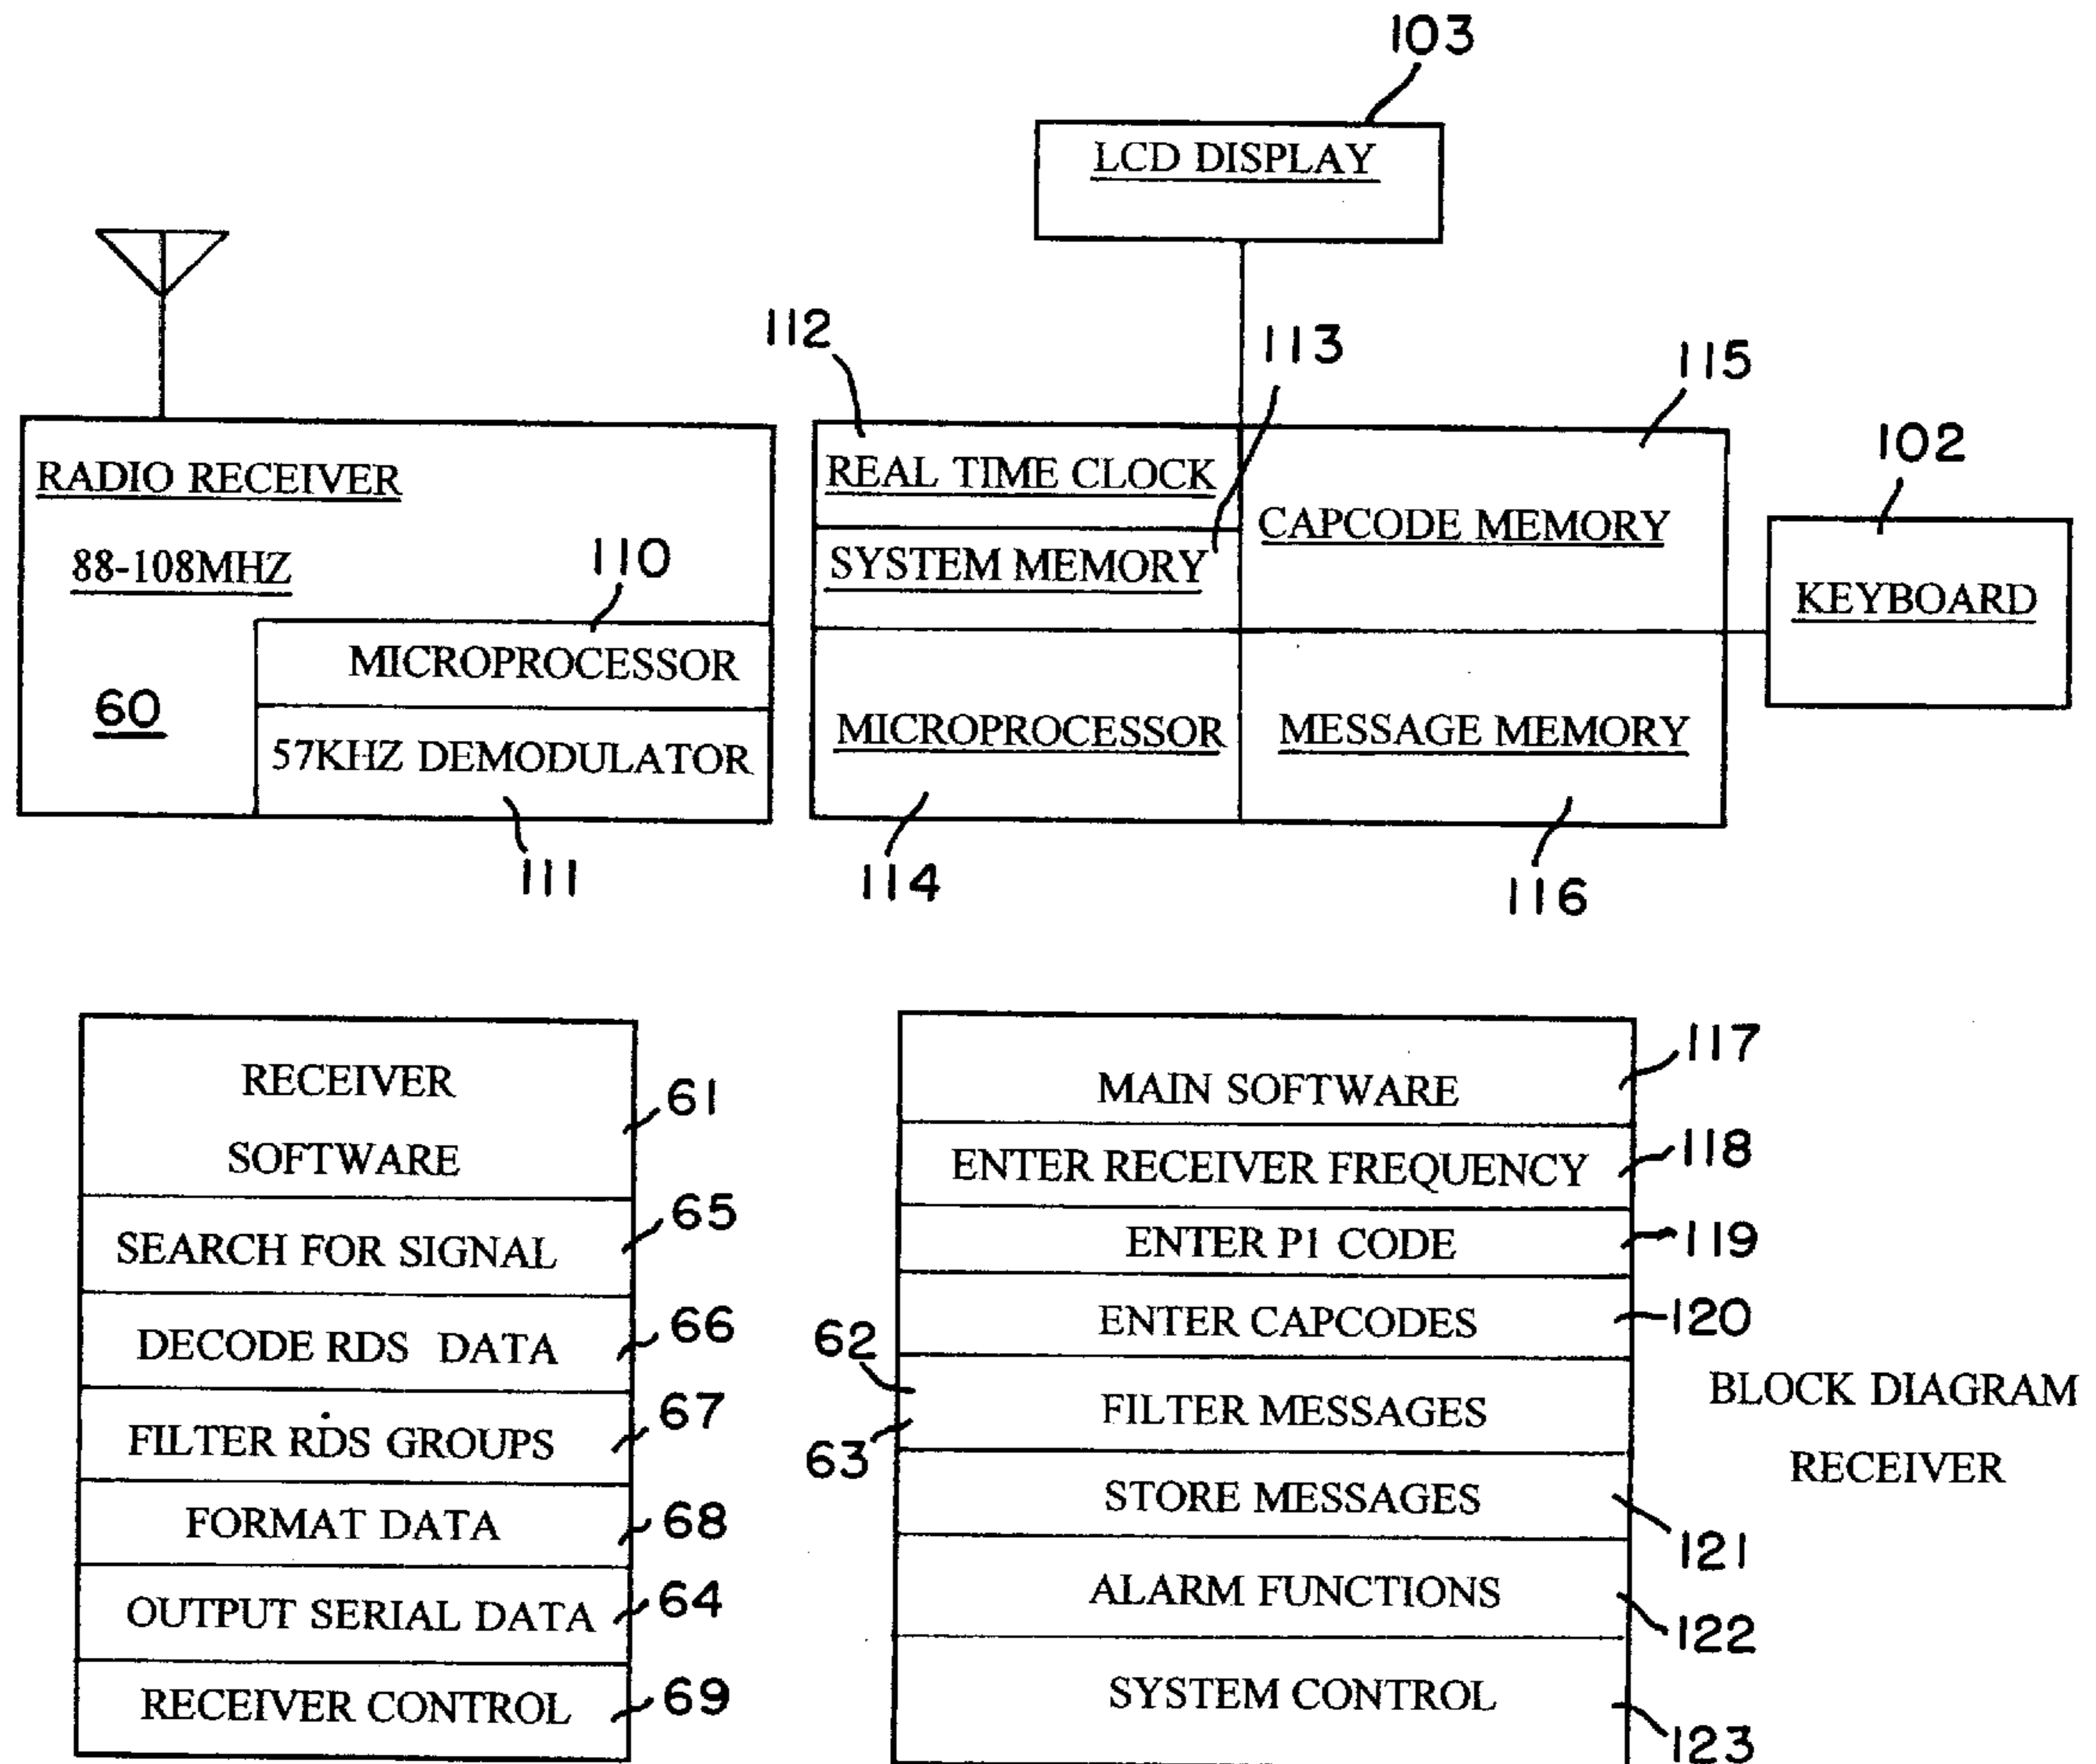 103
LCD DISPLAY
112
113
115
102
RADIO RECEIVER
88-108MHZ
110
MICROPROCESSOR
60
57KHZ DEMODULATOR
111
REAL TIME CLOCK
SYSTEM MEMORY
CAPCODE MEMORY
KEYBOARD
MICROPROCESSOR
MESSAGE MEMORY
114
116
RECEIVER
SOFTWARE
61
SEARCH FOR SIGNAL
65
DECODE RDS DATA
66
FILTER RDS GROUPS
67
FORMAT DATA
68
OUTPUT SERIAL DATA
64
RECEIVER CONTROL
69
MAIN SOFTWARE
117
ENTER RECEIVER FREQUENCY
118
ENTER P1 CODE
119
ENTER CAPCODES
120
62
63
FILTER MESSAGES
STORE MESSAGES
121
ALARM FUNCTIONS
122
SYSTEM CONTROL
123
BLOCK DIAGRAM
RECEIVER